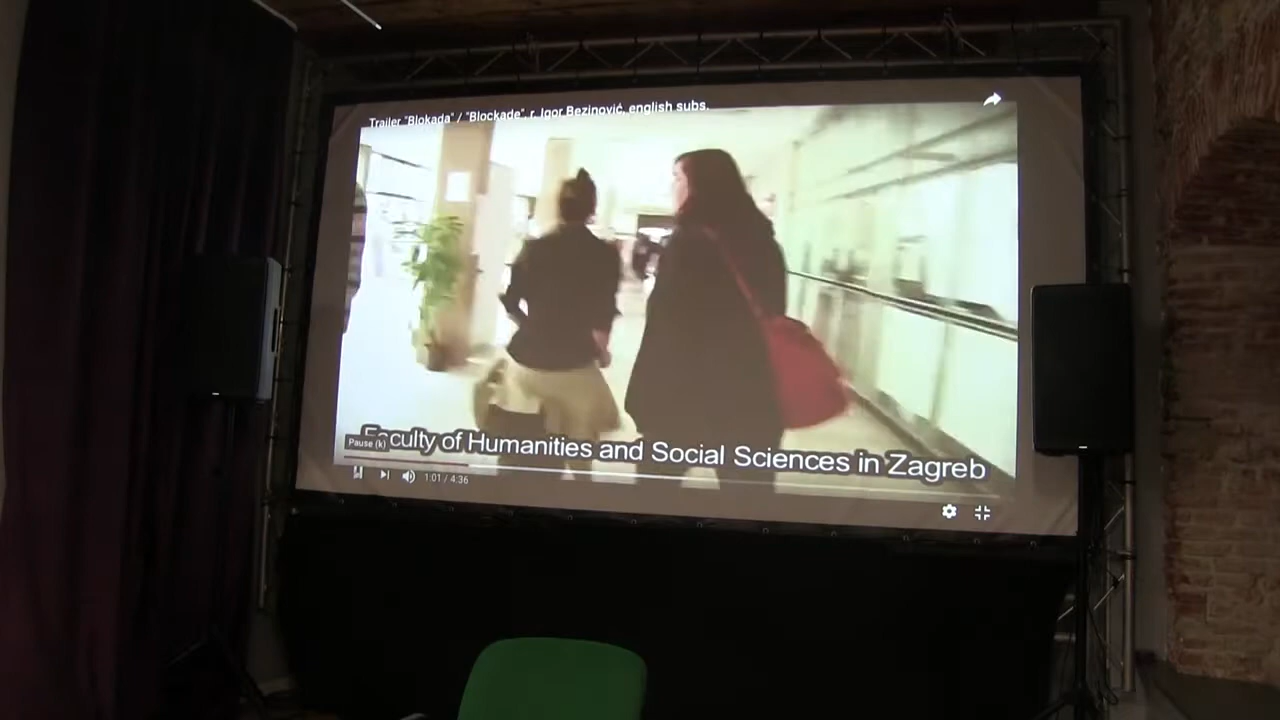 Trailer "Blokada" / "Blockade", r. Igor Bezinović, english subs.
Faculty of Humanities and Social Sciences in Zagreb
Pause (k)
1:01 / 4:36